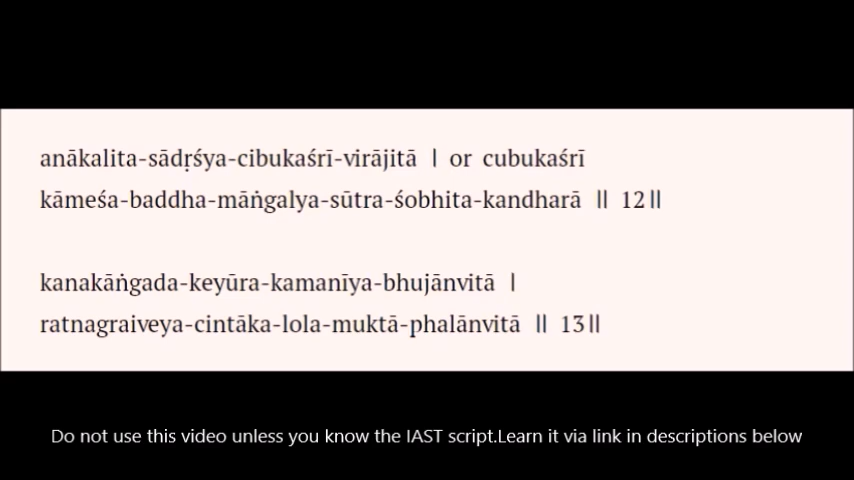 anākalita-sādṛśya-cibukaśrī-virājitā | or cubukaśrī
kāmeśa-baddha-māṅgalya-sūtra-śobhita-kandharā || 12||
kanakāṅgada-keyūra-kamanīya-bhujānvitā |
ratnagraiveya-cintāka-lola-muktā-phalānvitā || 13||
Do not use this video unless you know the IAST script.Learn it via link in descriptions below